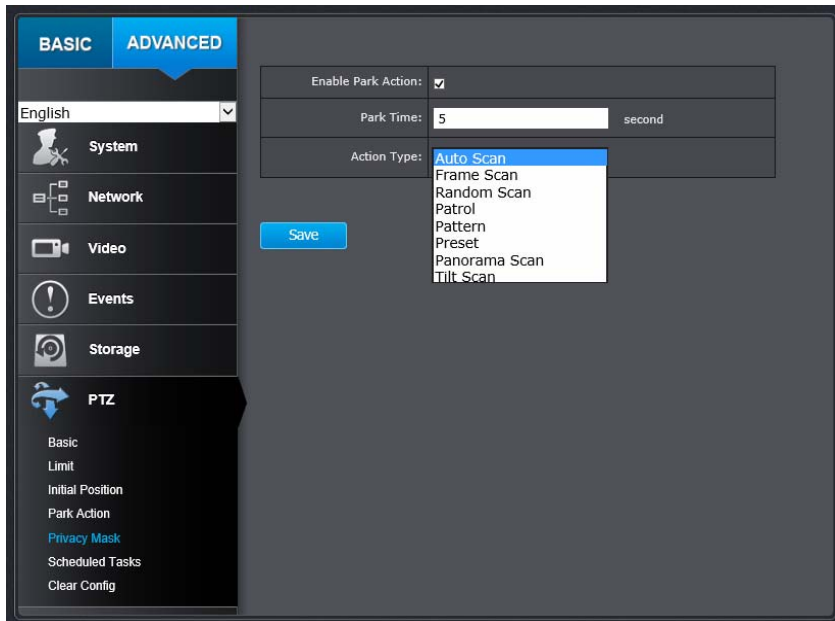 BASIC
ADVANCED
English
System
Network
Video
Events
Storage
PTZ
Basic
Limit
Initial Position
Park Action
Privacy Mask
Scheduled Tasks
Clear Config
Enable Park Action:
Park Time: 5 second
Action Type: Auto Scan
Frame Scan
Random Scan
Patrol
Pattern
Preset
Panorama Scan
Tilt Scan
Save